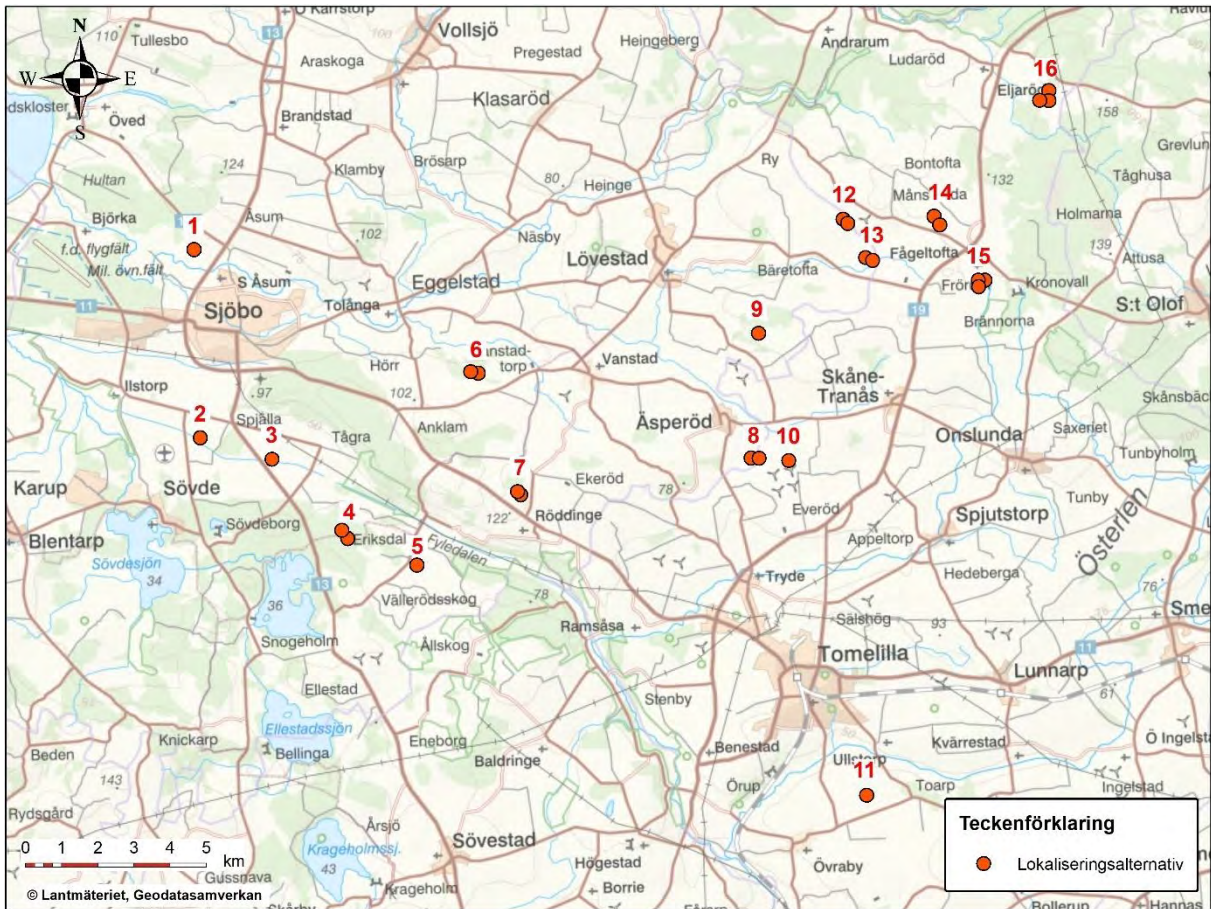 Ö Kärrstorp
13
Vollsjö
Heingeberg
Andrarum
110
Tullesbo
N
Araskoga
Pregestad
Ludaröd
16
W
E
Klasaröd
Eljaröd
S
Öved
Brandstad
158
124
Klamby
Brösarp
Ry
Bontofta
Grevlun
Hultan
80
Heinge
12
14
132
Tåghusa
Björka
1
Åsum
102
Näsby
13
Holmarna
f.d. flygfält
Lövestad
Fågeltofta
139
Mil. övn.fält
S Åsum
Eggelstad
Bäretofta
15
Attusa
11
Tolånga
Kronovall
Sjöbo
9
19
S:t Olof
Brånnorna
6
Hörr
Vanstad
Skåne-
Tranås
Ilstorp
97
102
Skånsbäc
2
Spjälla
Anklam
Äsperöd
3
Tågra
8
10
Onslunda
Saxeriet
Tunbyholm
Karup
Sövde
7
Ekeröd
78
Tunby
Sövdeborg
4
122
Röddinge
Everöd
Spjutstorp
Österlen
Blentarp
Eriksdal
5
Fyledalen
Appeltorp
Sövdesjön
34
13
Hedeberga
36
Vällerödsskog
78
Tryde
76
Snogeholm
Ramsåsa
Sälshög
93
Sme
Ållskog
11
Tomelilla
Lunnarp
Ellestad
Stenby
61
Ellestadssjön
Knickarp
Eneborg
Beden
Bellinga
Baldringe
Benestad
Kvärrestad
Ö Ingelsta
143
Ullstorp
Örup
11
Toarp
Ingelstad
Rydsgård
Årsjö
Sövestad
Teckenförklaring
0 1 2 3 4 5
km
Krageholmssj.
43
Högestad
Övraby
Lokaliseringsalternativ
Gussnava
Krageholm
Borrie
© Lantmäteriet, Geodatasamverkan
Bollerup
Hannas